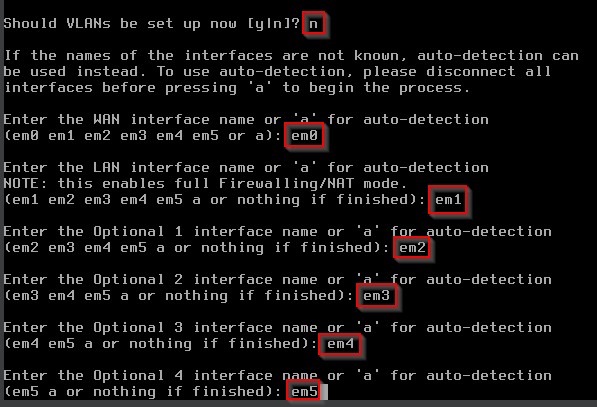 Should VLANs be set up now [y|n]? n
If the names of the interfaces are not known, auto-detection can
be used instead. To use auto-detection, please disconnect all
interfaces before pressing 'a' to begin the process.
Enter the WAN interface name or 'a' for auto-detection
(em0 em1 em2 em3 em4 em5 or a): em0
Enter the LAN interface name or 'a' for auto-detection
NOTE: this enables full Firewalling/NAT mode.
(em1 em2 em3 em4 em5 a or nothing if finished): em1
Enter the Optional 1 interface name or 'a' for auto-detection
(em2 em3 em4 em5 a or nothing if finished): em2
Enter the Optional 2 interface name or 'a' for auto-detection
(em3 em4 em5 a or nothing if finished): em3
Enter the Optional 3 interface name or 'a' for auto-detection
(em4 em5 a or nothing if finished): em4
Enter the Optional 4 interface name or 'a' for auto-detection
(em5 a or nothing if finished): em5